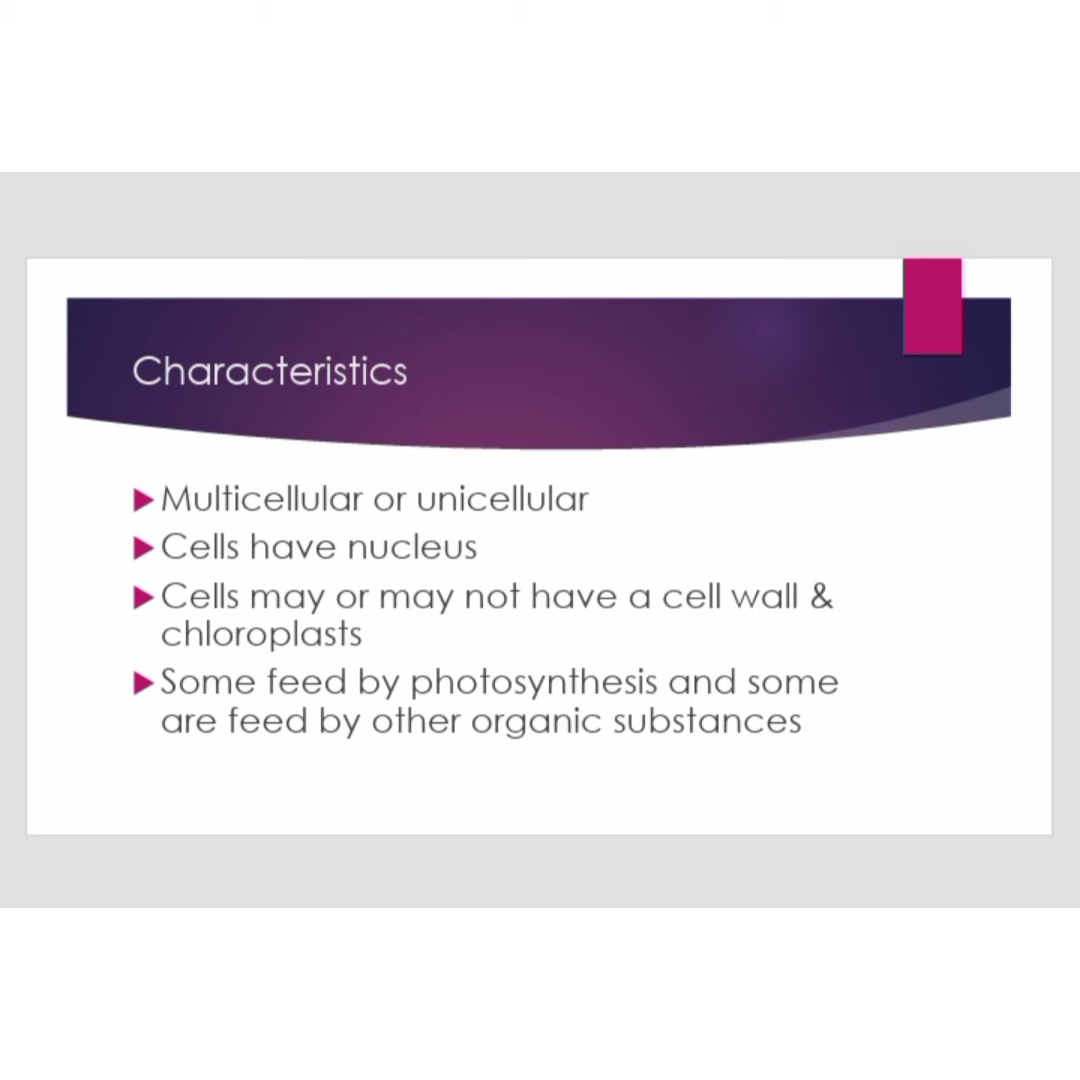 Characteristics
Multicellular or unicellular
Cells have nucleus
Cells may or may not have a cell wall &
chloroplasts
Some feed by photosynthesis and some
are feed by other organic substances